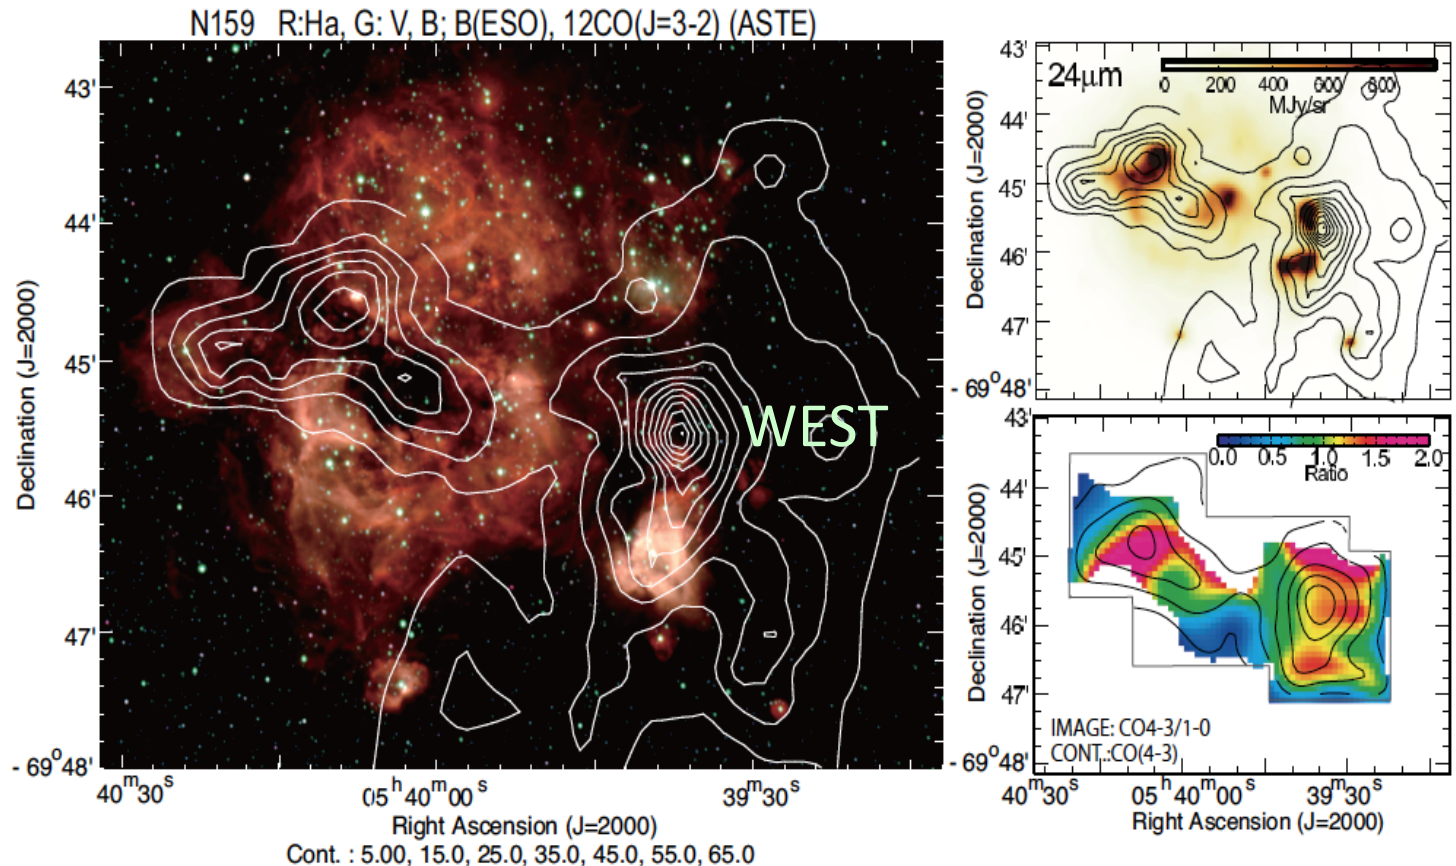 N159 R:Ha, G: V, B; B(ESO), 12CO(J=3-2) (ASTE)
43'
44'
45'
46'
47'
- 69°48'
Declination (J=2000)
WEST
40ᵐ30ˢ
05ʰ40ᵐ00ˢ
39ᵐ30ˢ
Right Ascension (J=2000)
Cont. : 5.00, 15.0, 25.0, 35.0, 45.0, 55.0, 65.0
43'
44'
45'
46'
47'
- 69°48'
Declination (J=2000)
24μm
0 200 400 600 800
MJy/sr
43'
44'
45'
46'
47'
- 69°48'
Declination (J=2000)
0.0 0.5 1.0 1.5 2.0
Ratio
IMAGE: CO4-3/1-0
CONT.:CO(4-3)
40ᵐ30ˢ
05ʰ40ᵐ00ˢ
39ᵐ30ˢ
Right Ascension (J=2000)